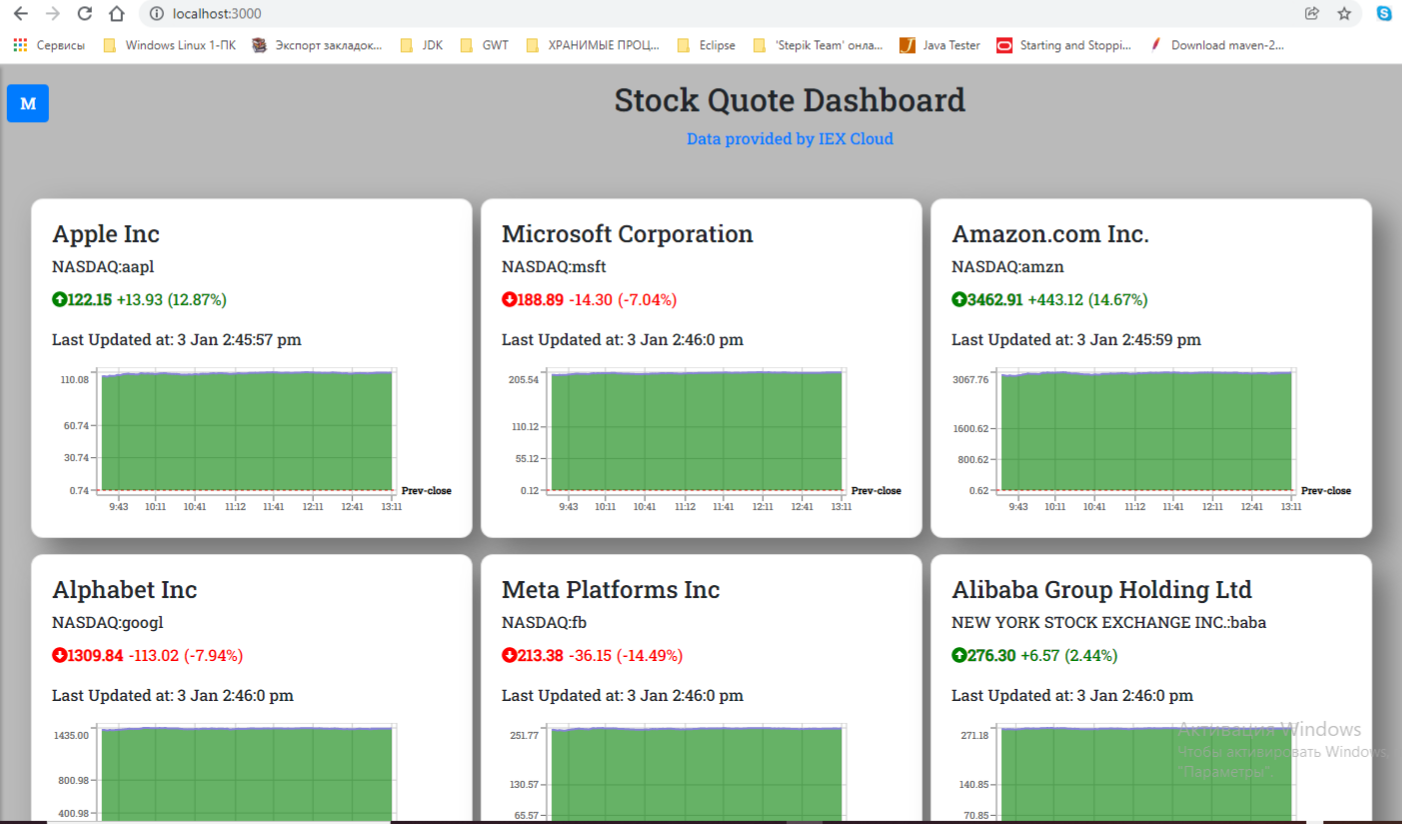 localhost:3000
Сервисы Windows Linux 1-ПК Экспорт закладок... JDK GWT ХРАНИМЫЕ ПРОЦ... Eclipse 'Stepik Team' онла... Java Tester Starting and Stoppi... Download maven-2...
M
Stock Quote Dashboard
Data provided by IEX Cloud
Apple Inc
NASDAQ:aapl
122.15 +13.93 (12.87%)
Last Updated at: 3 Jan 2:45:57 pm
110.08
60.74
30.74
0.74
Prev-close
9:43 10:11 10:41 11:12 11:41 12:11 12:41 13:11
Microsoft Corporation
NASDAQ:msft
188.89 -14.30 (-7.04%)
Last Updated at: 3 Jan 2:46:0 pm
205.54
110.12
55.12
0.12
Prev-close
9:43 10:11 10:41 11:12 11:41 12:11 12:41 13:11
Amazon.com Inc.
NASDAQ:amzn
3462.91 +443.12 (14.67%)
Last Updated at: 3 Jan 2:45:59 pm
3067.76
1600.62
800.62
0.62
Prev-close
9:43 10:11 10:41 11:12 11:41 12:11 12:41 13:11
Alphabet Inc
NASDAQ:googl
1309.84 -113.02 (-7.94%)
Last Updated at: 3 Jan 2:46:0 pm
1435.00
800.98
400.98
Meta Platforms Inc
NASDAQ:fb
213.38 -36.15 (-14.49%)
Last Updated at: 3 Jan 2:46:0 pm
251.77
130.57
65.57
Alibaba Group Holding Ltd
NEW YORK STOCK EXCHANGE INC.:baba
276.30 +6.57 (2.44%)
Last Updated at: 3 Jan 2:46:0 pm
271.18
140.85
70.85
Активация Windows
Чтобы активировать Windows,
"Параметры".